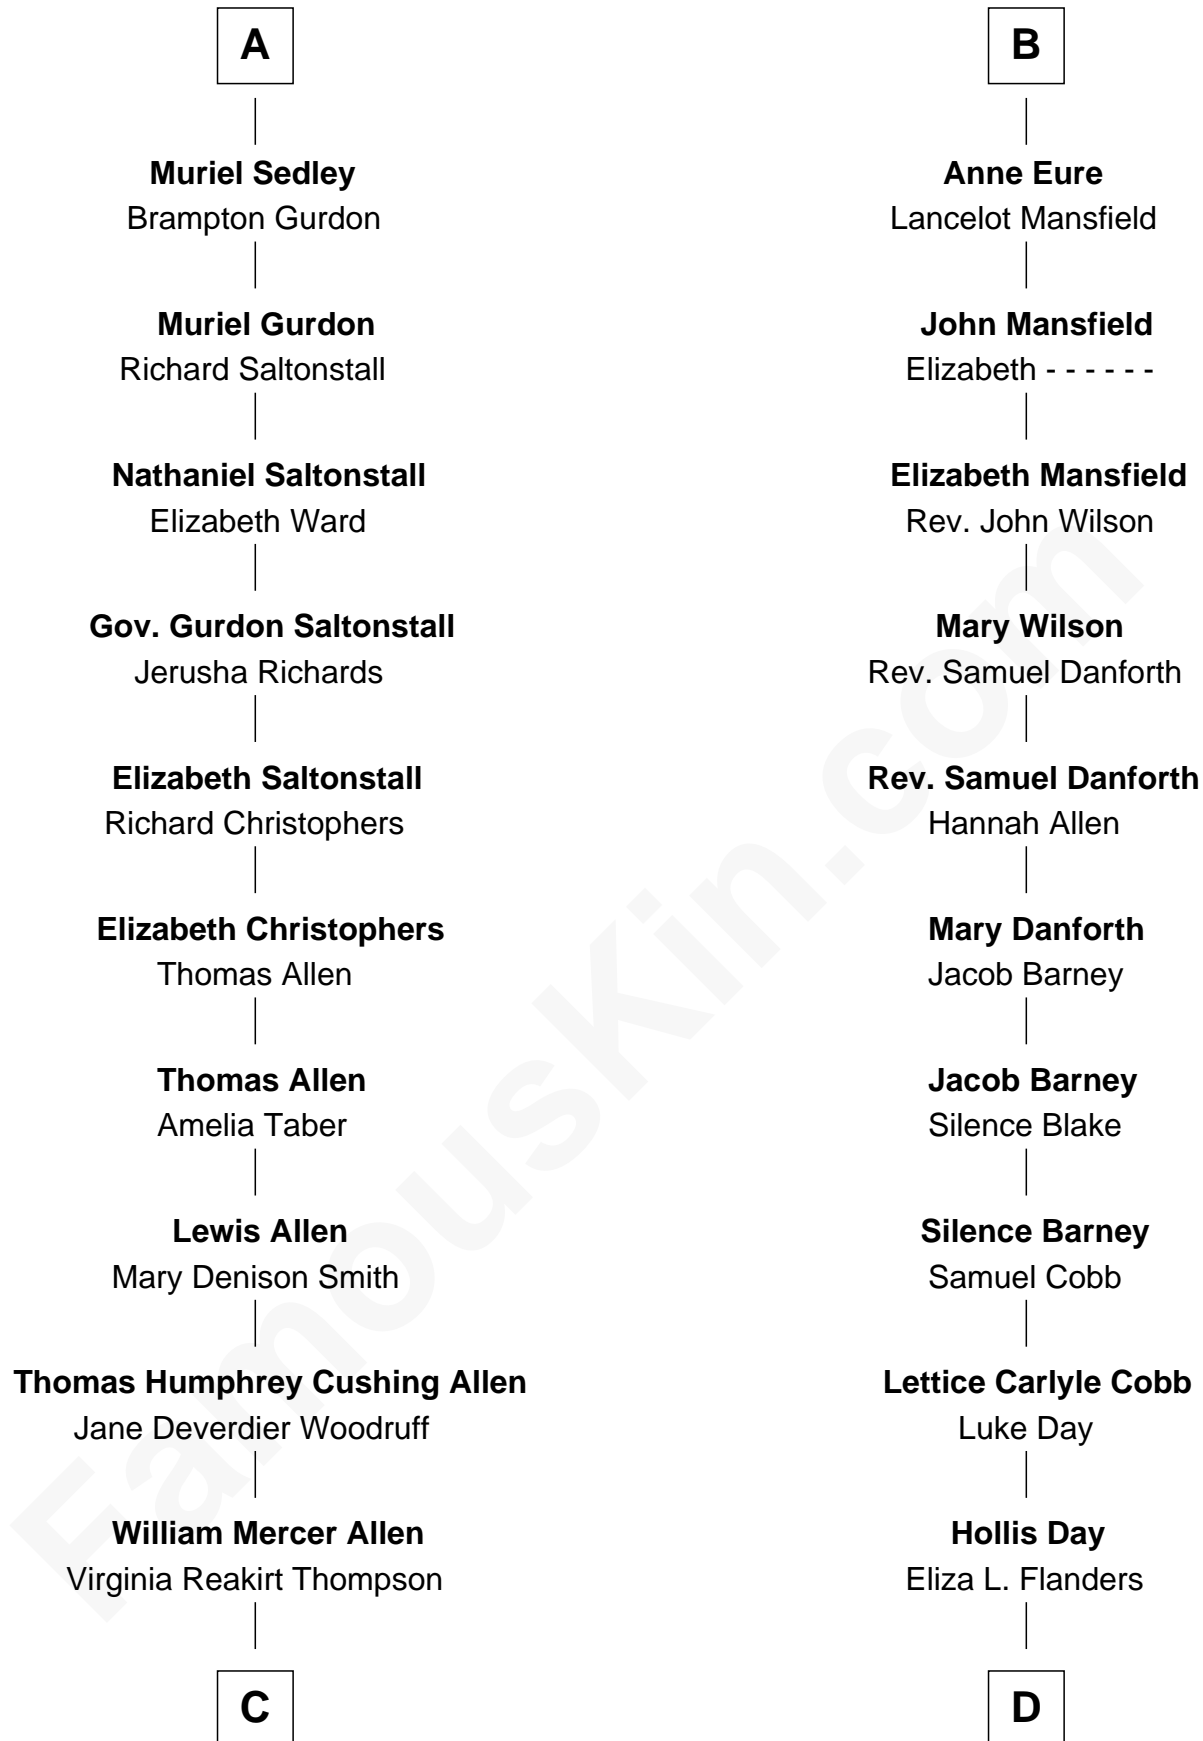 A
Muriel Sedley
Brampton Gurdon
Muriel Gurdon
Richard Saltonstall
Nathaniel Saltonstall
Elizabeth Ward
Gov. Gurdon Saltonstall
Jerusha Richards
Elizabeth Saltonstall
Richard Christophers
Elizabeth Christophers
Thomas Allen
Thomas Allen
Amelia Taber
Lewis Allen
Mary Denison Smith
Thomas Humphrey Cushing Allen
Jane Deverdier Woodruff
William Mercer Allen
Virginia Reakirt Thompson
C
B
Anne Eure
Lancelot Mansfield
John Mansfield
Elizabeth - - - - - -
Elizabeth Mansfield
Rev. John Wilson
Mary Wilson
Rev. Samuel Danforth
Rev. Samuel Danforth
Hannah Allen
Mary Danforth
Jacob Barney
Jacob Barney
Silence Blake
Silence Barney
Samuel Cobb
Lettice Carlyle Cobb
Luke Day
Hollis Day
Eliza L. Flanders
D
FamousKin.com